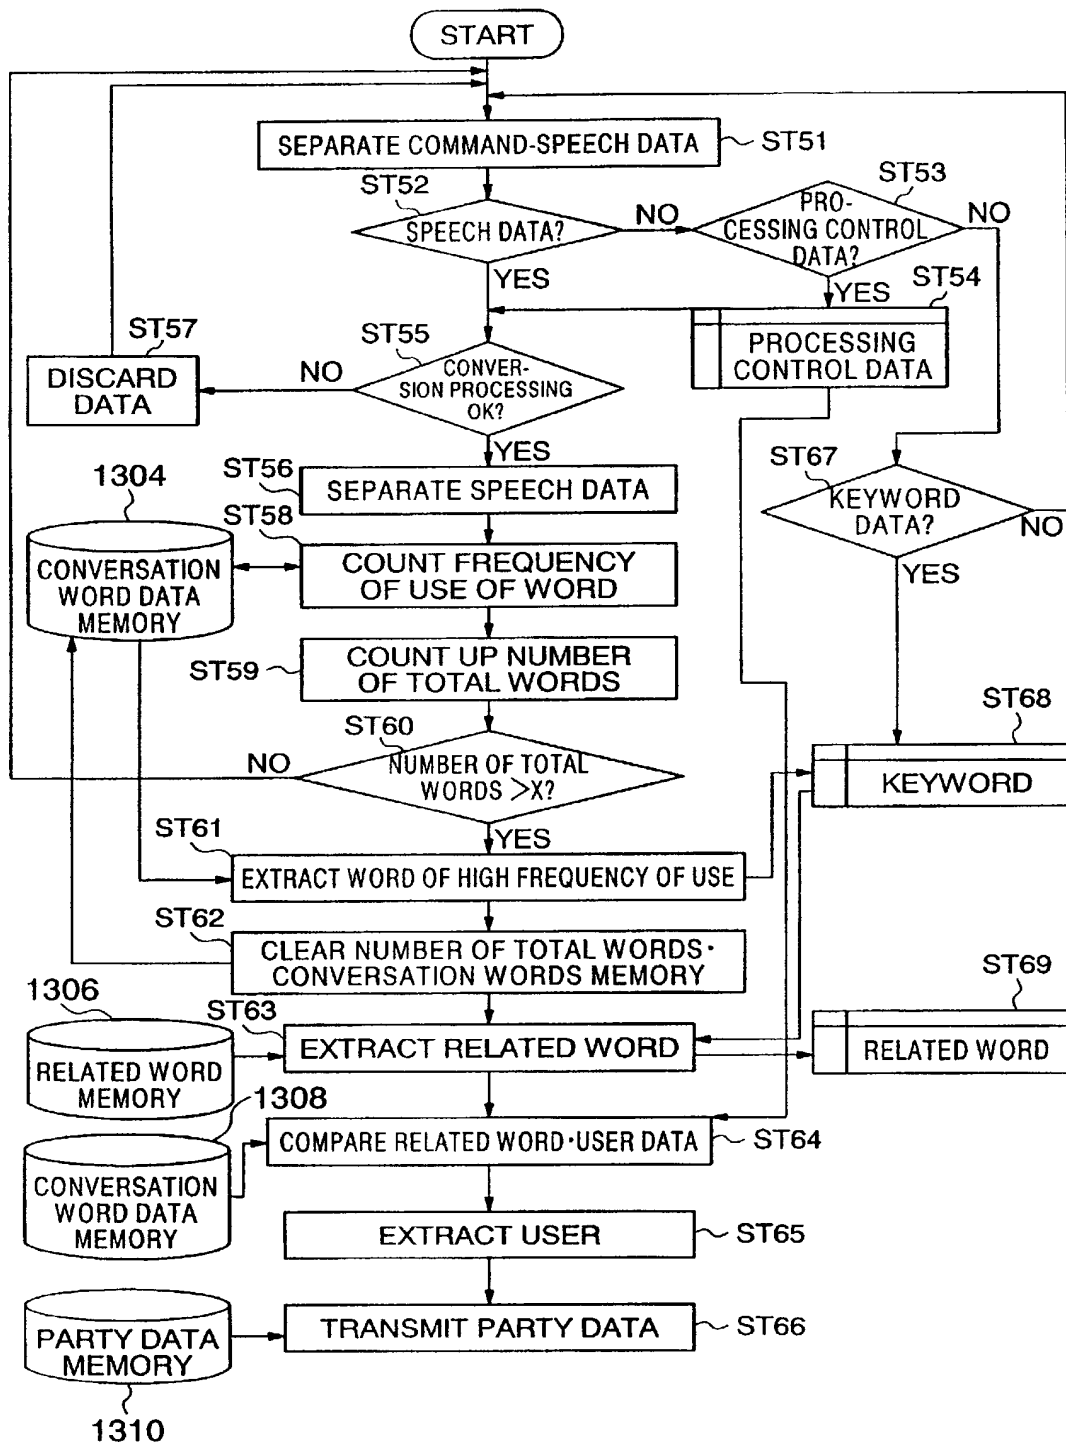 START
SEPARATE COMMAND-SPEECH DATA
ST51
ST52
SPEECH DATA?
NO
YES
ST53
PRO-
CESSING CONTROL
DATA?
NO
YES
ST54
PROCESSING
CONTROL DATA
ST57
DISCARD
DATA
ST55
NO
CONVER-
SION PROCESSING
OK?
YES
ST56
SEPARATE SPEECH DATA
ST67
KEYWORD
DATA?
NO
YES
1304
CONVERSATION
WORD DATA
MEMORY
ST58
COUNT FREQUENCY
OF USE OF WORD
ST59
COUNT UP NUMBER
OF TOTAL WORDS
ST60
NO
NUMBER OF TOTAL
WORDS >X?
YES
ST68
KEYWORD
ST61
EXTRACT WORD OF HIGH FREQUENCY OF USE
ST62
CLEAR NUMBER OF TOTAL WORDS·
CONVERSATION WORDS MEMORY
1306
RELATED WORD
MEMORY
ST63
EXTRACT RELATED WORD
ST69
RELATED WORD
1308
CONVERSATION
WORD DATA
MEMORY
COMPARE RELATED WORD·USER DATA
ST64
EXTRACT USER
ST65
PARTY DATA
MEMORY
1310
TRANSMIT PARTY DATA
ST66